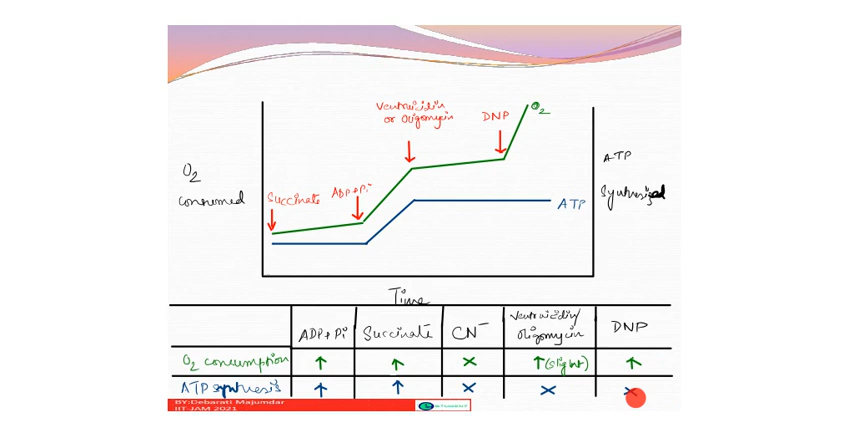 Venturicidin
or Oligomycin
DNP
O2
O2
consumed
Succinate
ADP+Pi
ATP
Synthesized
ATP
Time
ADP+Pi
Succinate
CN-
Venturicidin/
Oligomycin
DNP
O2 consumption ↑ ↑ × ↑(slight) ↑
ATP synthesis ↑ ↑ × × ×
BY:Debarati Majumdar
IIT-JAM 2021